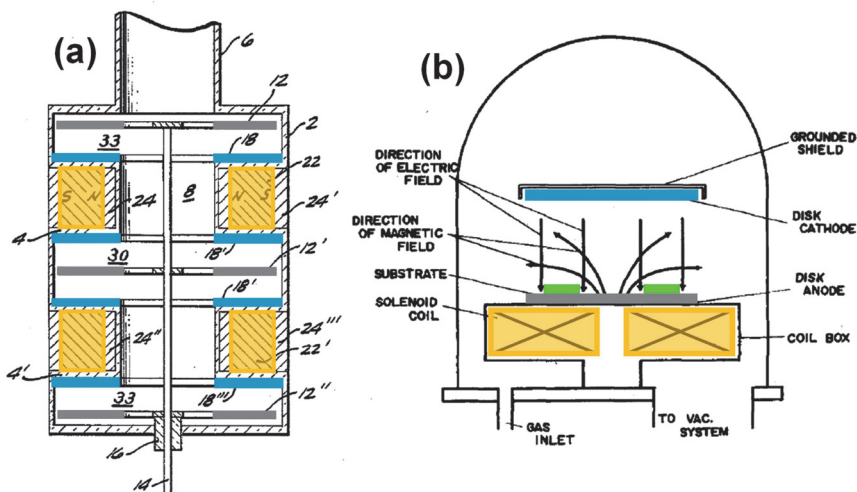 (a)
6
12
2
33
18
22
S N
24
8
N S
24'
4
18"
30
12'
18'
24"
24'''
22'
4'
33
18'''
12"
16
14
(b)
DIRECTION
OF ELECTRIC
FIELD
GROUNDED
SHIELD
DIRECTION
OF MAGNETIC
FIELD
DISK
CATHODE
SUBSTRATE
SOLENOID
COIL
DISK
ANODE
COIL BOX
GAS
INLET
TO VAC.
SYSTEM